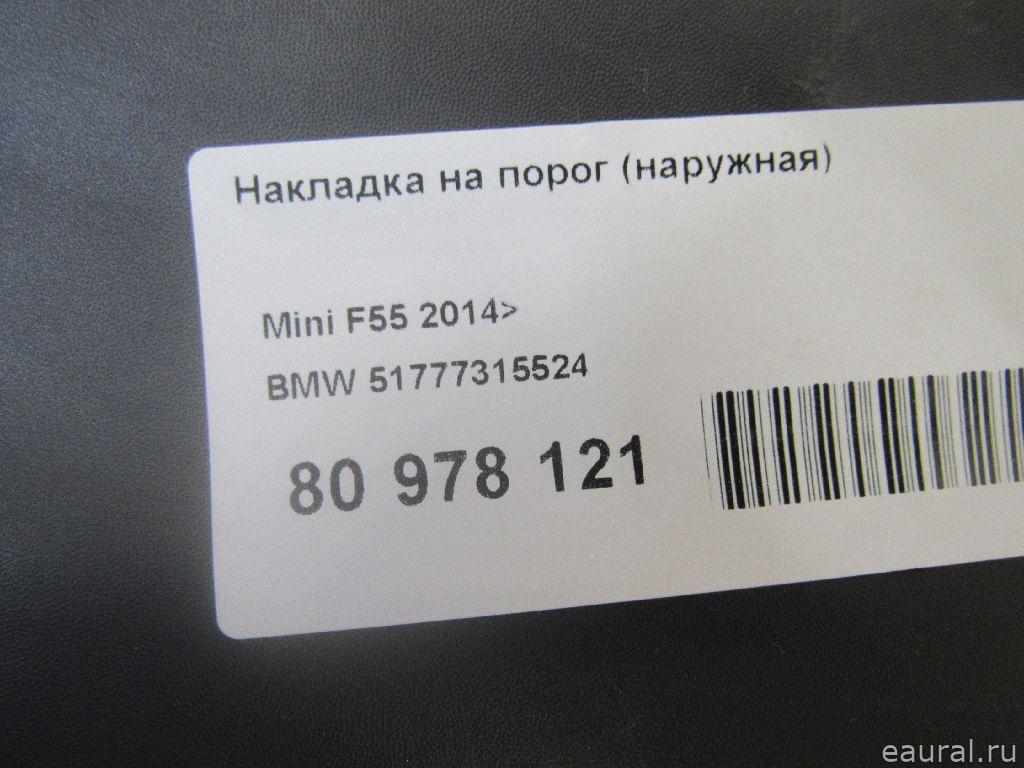 Накладка на порог (наружная)
Mini F55 2014>
BMW 51777315524
80 978 121
eaural.ru